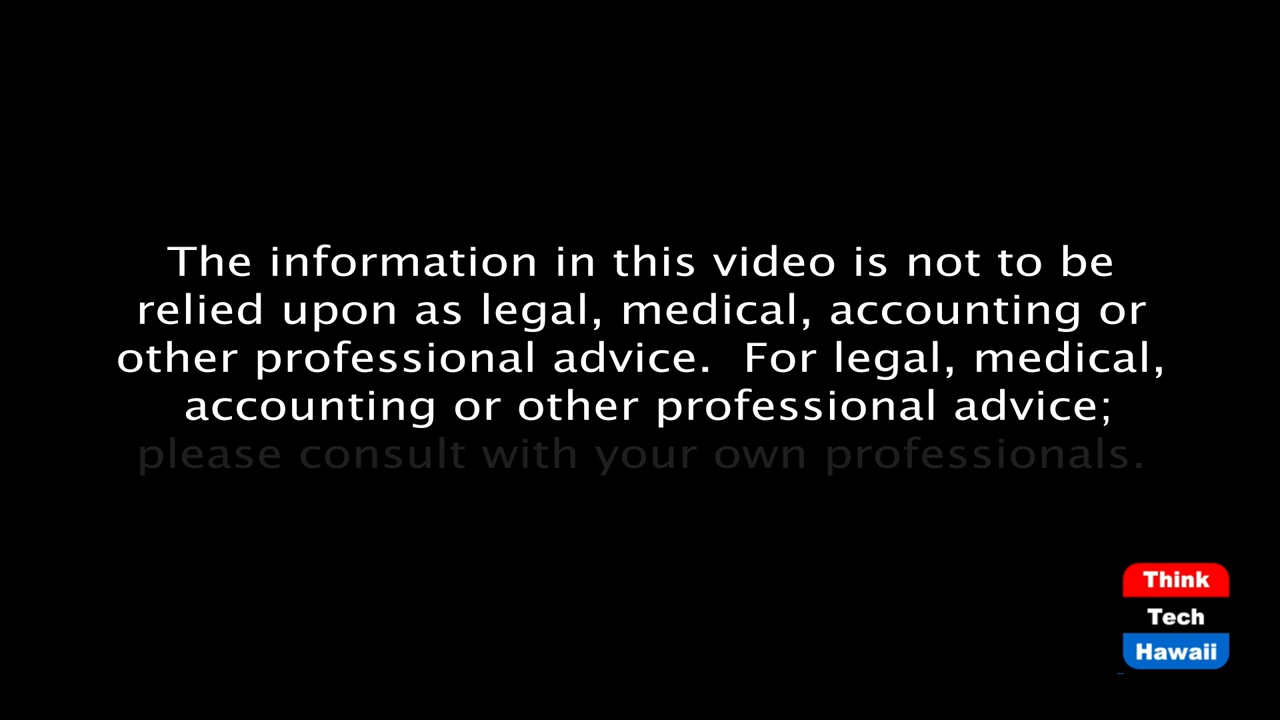 The information in this video is not to be
relied upon as legal, medical, accounting or
other professional advice.  For legal, medical,
accounting or other professional advice;
please consult with your own professionals.
Think
Tech
Hawaii